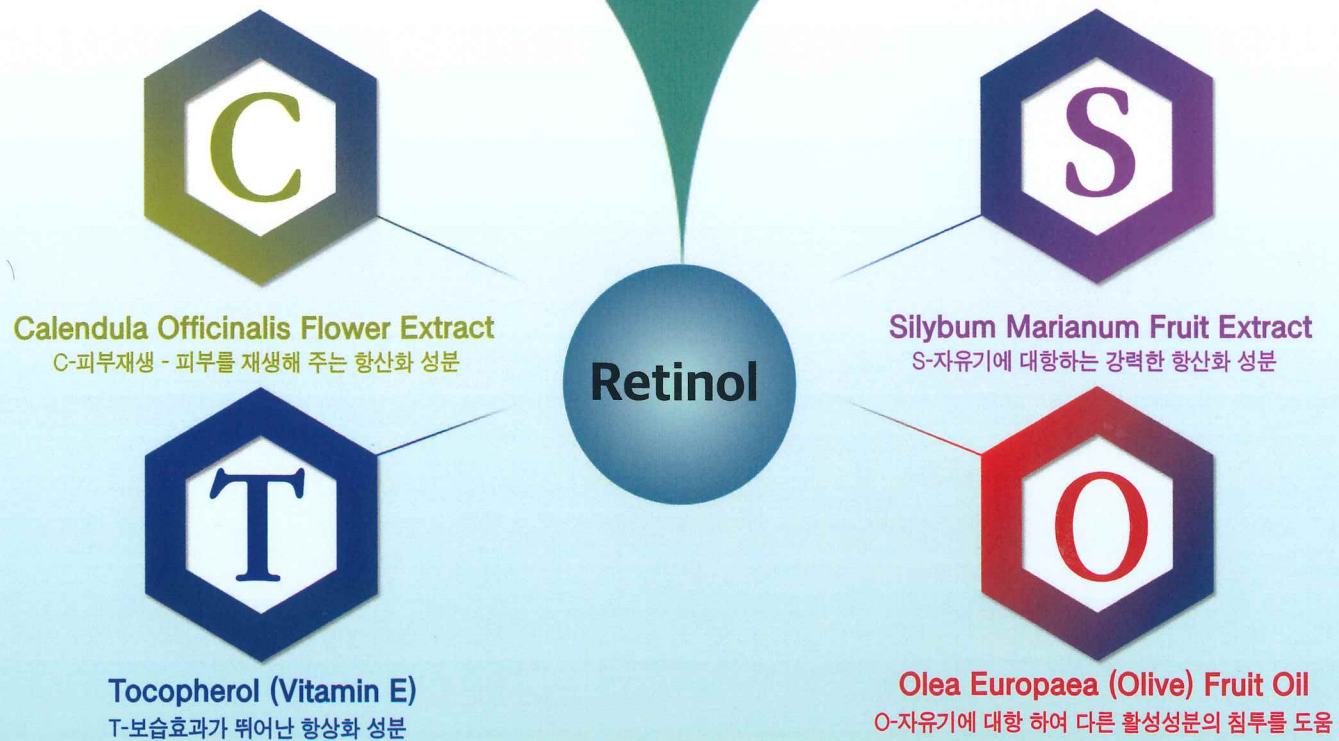 C
Calendula Officinalis Flower Extract
C-피부재생 - 피부를 재생해 주는 항산화 성분
S
Silybum Marianum Fruit Extract
S-자유기에 대항하는 강력한 항산화 성분
Retinol
T
Tocopherol (Vitamin E)
T-보습효과가 뛰어난 항상화 성분
O
Olea Europaea (Olive) Fruit Oil
O-자유기에 대항 하여 다른 활성성분의 침투를 도움